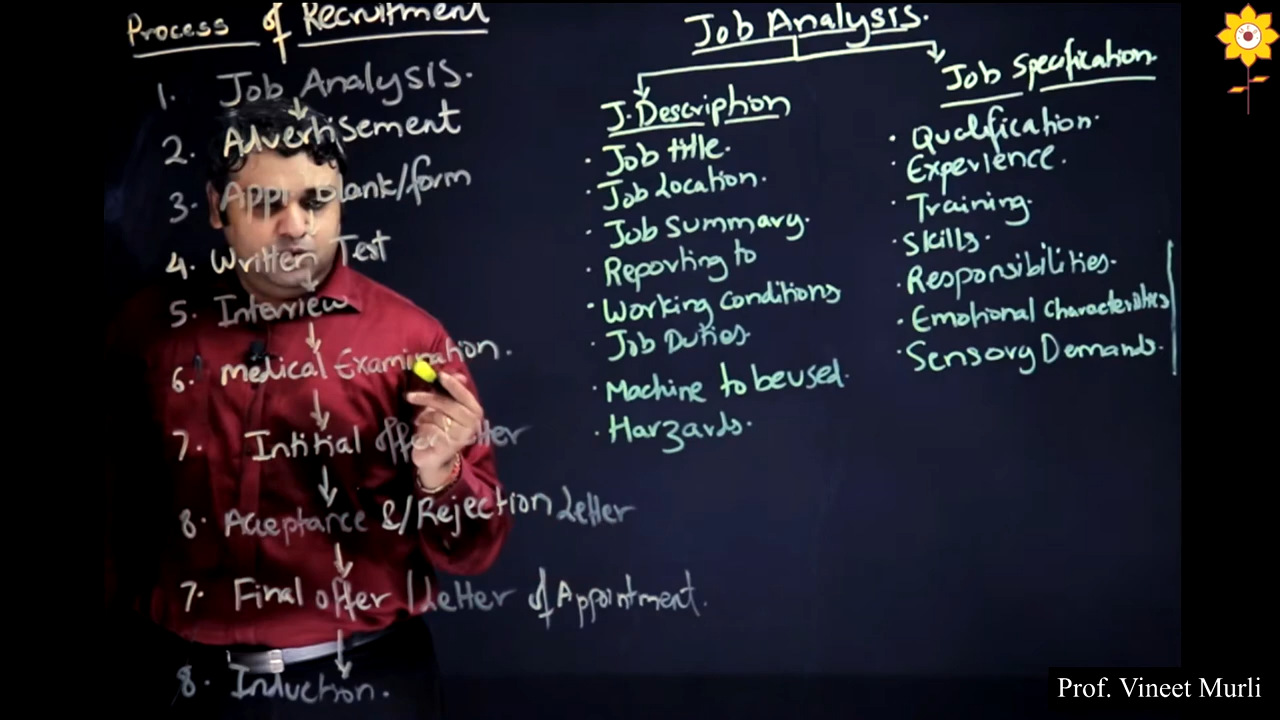 Process of Recruitment
1. Job Analysis.
2. Advertisement
3. Appl. blank/form
4. Written Test
5. Interview
6. Medical Examination.
7. Intitial offer letter
8. Acceptance &/Rejection Letter
7. Final offer /Letter of Appointment.
8. Induction.
Job Analysis.
J. Description
• Job title.
• Job Location.
• Job Summary.
• Reporting to
• Working conditions
• Job Duties.
• Machine to be used.
• Harzards.
Job Specification.
• Qualification.
• Experience.
• Training.
• Skills.
• Responsibilities.
• Emotional Characteristics
• Sensory Demands.
Prof. Vineet Murli